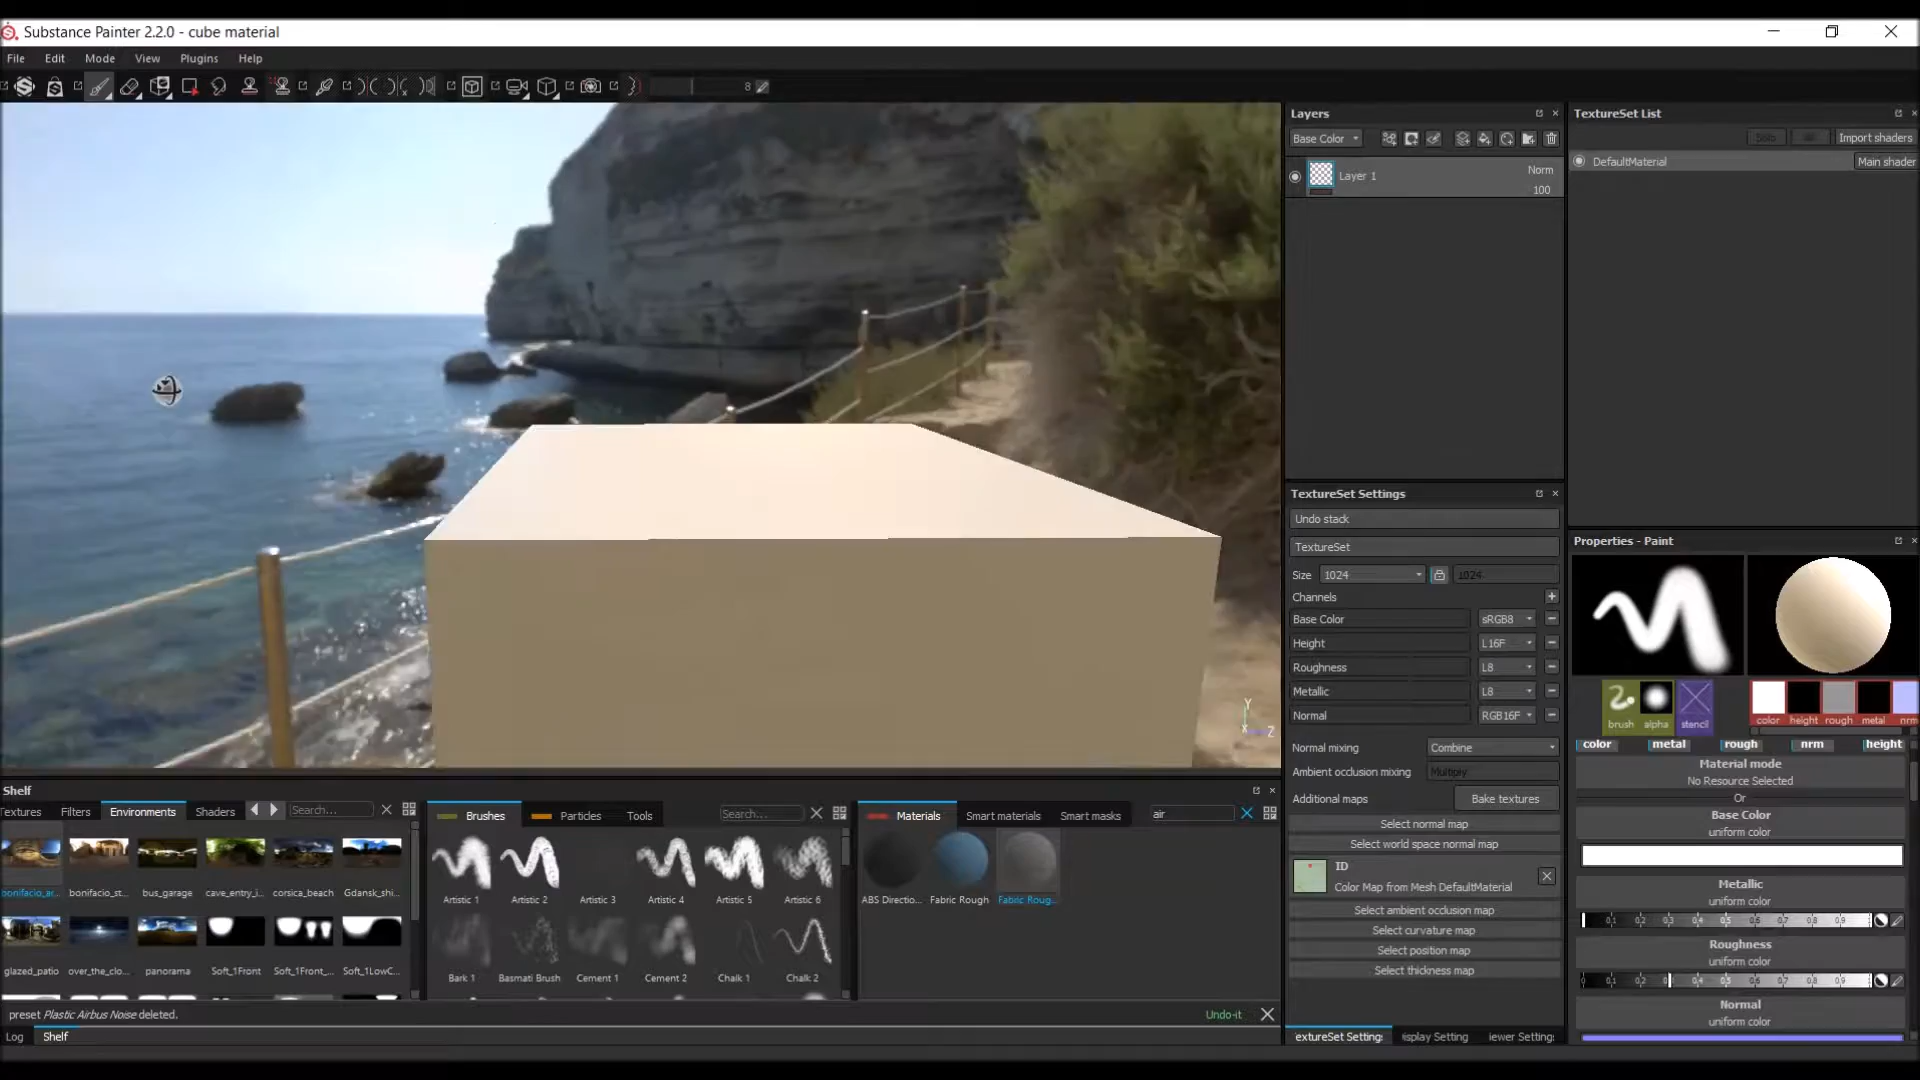 Substance Painter 2.2.0 - cube material
File Edit Mode View Plugins Help
8
Layers
Base Color
Layer 1
Norm
100
TextureSet List
Import shaders
DefaultMaterial
Main shader
TextureSet Settings
Undo stack
TextureSet
Size 1024 1024
Channels
Base Color sRGB8
Height L16F
Roughness L8
Metallic L8
Normal RGB16F
Normal mixing Combine
Ambient occlusion mixing Multiply
Additional maps Bake textures
Select normal map
Select world space normal map
ID
Color Map from Mesh DefaultMaterial
Select ambient occlusion map
Select curvature map
Select position map
Select thickness map
extureSet Settings isplay Setting iewer Settings
Properties - Paint
brush alpha stencil
color height rough metal nrm
color metal rough nrm height
Material mode
No Resource Selected
Or
Base Color
uniform color
Metallic
uniform color
Roughness
uniform color
Normal
uniform color
Y
X Z
Shelf
extures Filters Environments Shaders Search...
bonifacio_ar... bonifacio_st... bus_garage cave_entry_i... corsica_beach Gdansk_shi...
glazed_patio over_the_clo... panorama Soft_1Front Soft_1Front_... Soft_1LowC...
Brushes Particles Tools Search...
Artistic 1 Artistic 2 Artistic 3 Artistic 4 Artistic 5 Artistic 6
Bark 1 Basmati Brush Cement 1 Cement 2 Chalk 1 Chalk 2
Materials Smart materials Smart masks air
ABS Directio... Fabric Rough Fabric Roug...
preset Plastic Airbus Noise deleted.
Undo-it
Log Shelf